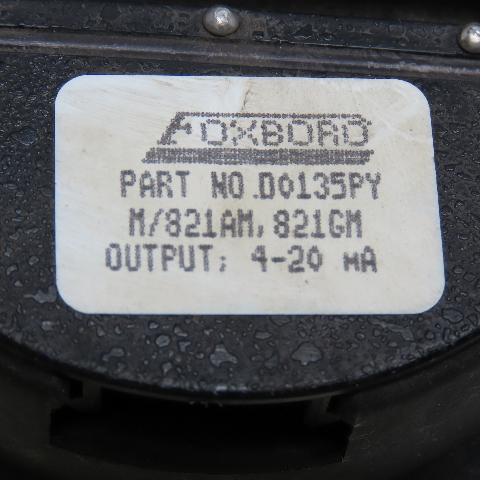 FOXBORO
PART NO.D0135PY
M/821AM, 821GM
OUTPUT; 4-20 mA